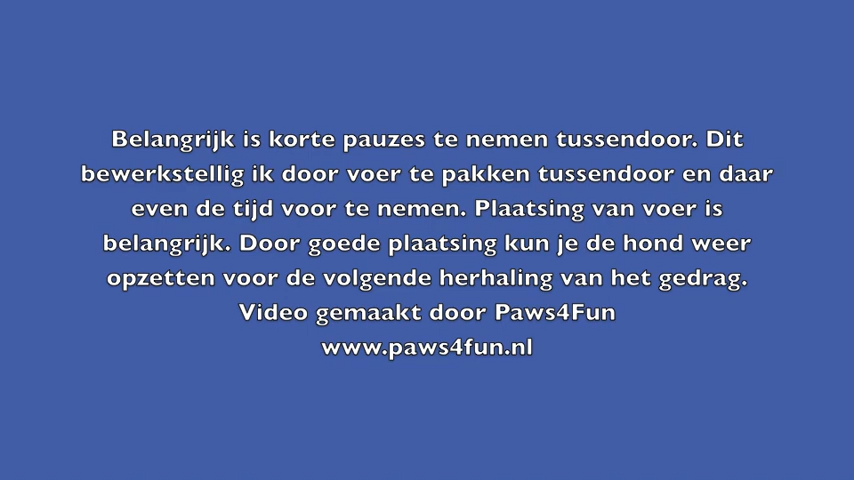 Belangrijk is korte pauzes te nemen tussendoor. Dit
bewerkstellig ik door voer te pakken tussendoor en daar
even de tijd voor te nemen. Plaatsing van voer is
belangrijk. Door goede plaatsing kun je de hond weer
opzetten voor de volgende herhaling van het gedrag.
Video gemaakt door Paws4Fun
www.paws4fun.nl